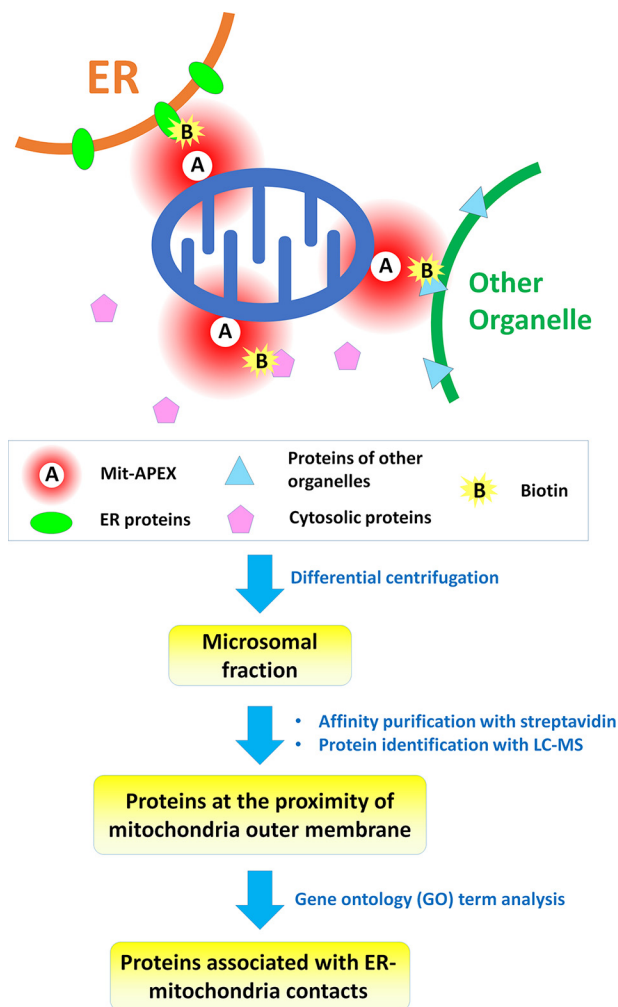 ER
B
A
A
B
Other
Organelle
A
B
A
Mit-APEX
Proteins of other
organelles
B
Biotin
ER proteins
Cytosolic proteins
Differential centrifugation
Microsomal
fraction
• Affinity purification with streptavidin
• Protein identification with LC-MS
Proteins at the proximity of
mitochondria outer membrane
Gene ontology (GO) term analysis
Proteins associated with ER-
mitochondria contacts